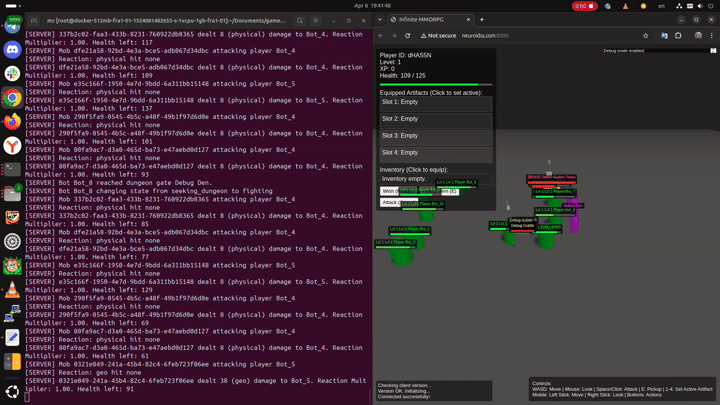 Apr 6 19:41:48
en
mc [root@docker-512mb-fra1-01-1524081482655-s-1vcpu-1gb-fra1-01]:~/Documents/game...
[SERVER] 337b2c02-faa3-433b-8231-760922db8365 dealt 8 (physical) damage to Bot_4. Reaction
Multiplier: 1.00. Health left: 117
[SERVER] Mob dfe21a58-92bd-4e3a-bce5-adb067d34dbc attacking player Bot_4
[SERVER] Reaction: physical hit none
[SERVER] dfe21a58-92bd-4e3a-bce5-adb067d34dbc dealt 8 (physical) damage to Bot_4. Reaction
Multiplier: 1.00. Health left: 109
[SERVER] Mob e35c166f-1950-4e7d-9bdd-6a311bb15148 attacking player Bot_5
[SERVER] Reaction: physical hit none
[SERVER] e35c166f-1950-4e7d-9bdd-6a311bb15148 dealt 8 (physical) damage to Bot_5. Reaction
Multiplier: 1.00. Health left: 137
[SERVER] Mob 290f5fa9-0545-4b5c-a48f-49b1f97d6d0e attacking player Bot_4
[SERVER] Reaction: physical hit none
[SERVER] 290f5fa9-0545-4b5c-a48f-49b1f97d6d0e dealt 8 (physical) damage to Bot_4. Reaction
Multiplier: 1.00. Health left: 101
[SERVER] Mob 80fa9ac7-d3a0-465d-ba73-e47aebd0d127 attacking player Bot_4
[SERVER] Reaction: physical hit none
[SERVER] 80fa9ac7-d3a0-465d-ba73-e47aebd0d127 dealt 8 (physical) damage to Bot_4. Reaction
Multiplier: 1.00. Health left: 93
[SERVER] Bot Bot_8 reached dungeon gate Debug Den.
[SERVER] Bot Bot_8 changing state from seeking_dungeon to fighting
[SERVER] Mob 337b2c02-faa3-433b-8231-760922db8365 attacking player Bot_4
[SERVER] Reaction: physical hit none
[SERVER] 337b2c02-faa3-433b-8231-760922db8365 dealt 8 (physical) damage to Bot_4. Reaction
Multiplier: 1.00. Health left: 85
[SERVER] Mob dfe21a58-92bd-4e3a-bce5-adb067d34dbc attacking player Bot_4
[SERVER] Reaction: physical hit none
[SERVER] dfe21a58-92bd-4e3a-bce5-adb067d34dbc dealt 8 (physical) damage to Bot_4. Reaction
Multiplier: 1.00. Health left: 77
[SERVER] Mob e35c166f-1950-4e7d-9bdd-6a311bb15148 attacking player Bot_5
[SERVER] Reaction: physical hit none
[SERVER] e35c166f-1950-4e7d-9bdd-6a311bb15148 dealt 8 (physical) damage to Bot_5. Reaction
Multiplier: 1.00. Health left: 129
[SERVER] Mob 290f5fa9-0545-4b5c-a48f-49b1f97d6d0e attacking player Bot_4
[SERVER] Reaction: physical hit none
[SERVER] 290f5fa9-0545-4b5c-a48f-49b1f97d6d0e dealt 8 (physical) damage to Bot_4. Reaction
Multiplier: 1.00. Health left: 69
[SERVER] Mob 80fa9ac7-d3a0-465d-ba73-e47aebd0d127 attacking player Bot_4
[SERVER] Reaction: physical hit none
[SERVER] 80fa9ac7-d3a0-465d-ba73-e47aebd0d127 dealt 8 (physical) damage to Bot_4. Reaction
Multiplier: 1.00. Health left: 61
[SERVER] Mob 0321e049-241a-45b4-82c4-6feb723f06ee attacking player Bot_5
[SERVER] Reaction: geo hit none
[SERVER] 0321e049-241a-45b4-82c4-6feb723f06ee dealt 38 (geo) damage to Bot_5. Reaction Mult
iplier: 1.00. Health left: 91
Infinite MMORPG
Not secure
neuroidss.com:8080
Debug mode enabled.
Player ID: dHAS5N
Level: 1
XP: 0
Health: 109 / 125
Equipped Artifacts (Click to set active):
Slot 1: Empty
Slot 2: Empty
Slot 3: Empty
Slot 4: Empty
Inventory (Click to equip):
Inventory empty.
8
38
8
Debug Goblin
Checking client version...
Version OK. Initializing...
Connected successfully!
Controls:
WASD: Move | Mouse: Look | Space/Click: Attack | E: Pickup | 1-4: Set Active Artifact
Mobile: Left Stick: Move | Right Stick: Look | Buttons: Actions